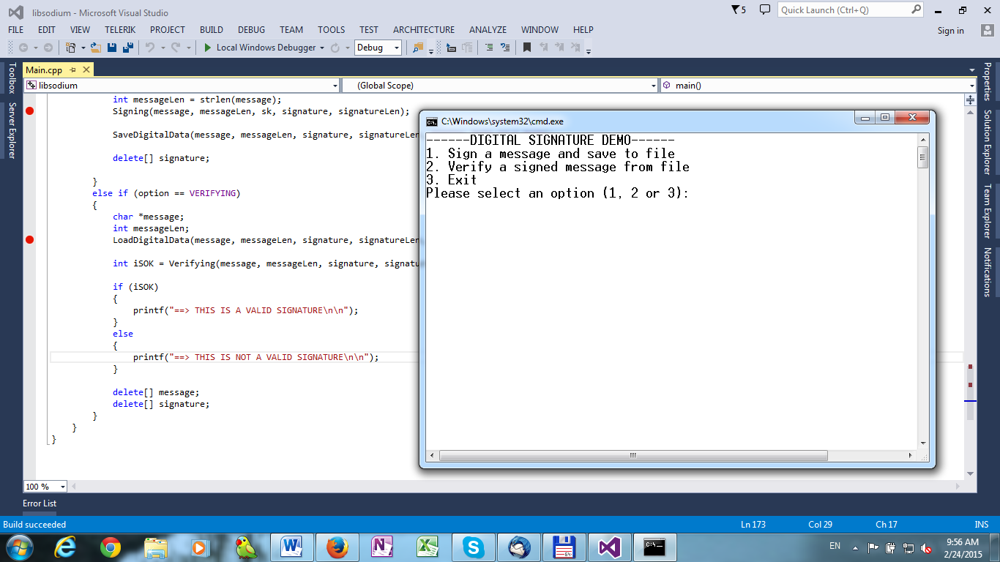 libsodium - Microsoft Visual Studio
5
Quick Launch (Ctrl+Q)
FILE EDIT VIEW TELERIK PROJECT BUILD DEBUG TEAM TOOLS TEST ARCHITECTURE ANALYZE WINDOW HELP
Sign in
Local Windows Debugger
Debug
Toolbox
Server Explorer
Main.cpp
libsodium
(Global Scope)
main()
int messageLen = strlen(message);
Signing(message, messageLen, sk, signature, signatureLen);
SaveDigitalData(message, messageLen, signature, signatureLen
delete[] signature;
}
else if (option == VERIFYING)
{
char *message;
int messageLen;
LoadDigitalData(message, messageLen, signature, signatureLen
int iSOK = Verifying(message, messageLen, signature, signatu
if (iSOK)
{
printf("==> THIS IS A VALID SIGNATURE\n\n");
}
else
{
printf("==> THIS IS NOT A VALID SIGNATURE\n\n");
}
delete[] message;
delete[] signature;
}
}
}
C:\Windows\system32\cmd.exe
------DIGITAL SIGNATURE DEMO------
1. Sign a message and save to file
2. Verify a signed message from file
3. Exit
Please select an option (1, 2 or 3):
Properties
Solution Explorer
Team Explorer
Notifications
100 %
Error List
Build succeeded
Ln 173
Col 29
Ch 17
INS
EN
9:56 AM
2/24/2015